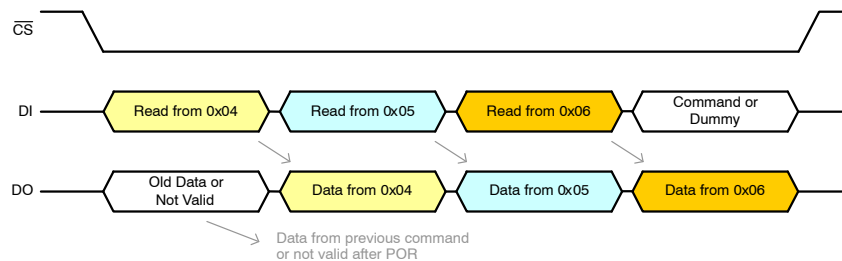 C̅S̅
DI
Read from 0x04
Read from 0x05
Read from 0x06
Command or
Dummy
DO
Old Data or
Not Valid
Data from 0x04
Data from 0x05
Data from 0x06
Data from previous command
or not valid after POR